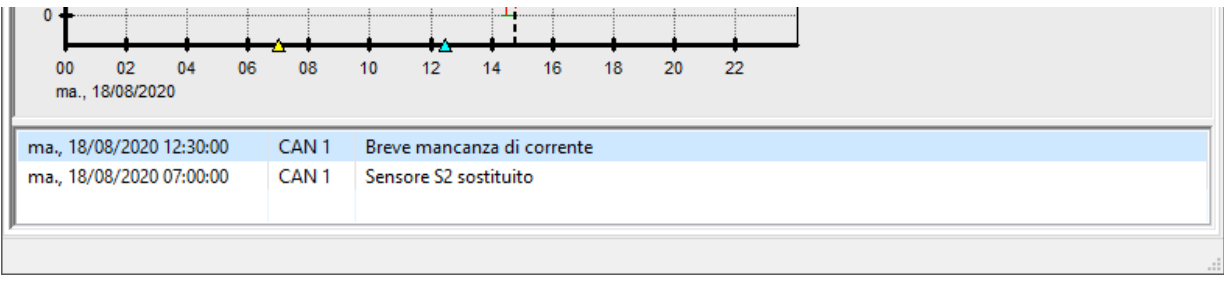 0
00 02 04 06 08 10 12 14 16 18 20 22
ma., 18/08/2020
ma., 18/08/2020 12:30:00 CAN 1 Breve mancanza di corrente
ma., 18/08/2020 07:00:00 CAN 1 Sensore S2 sostituito